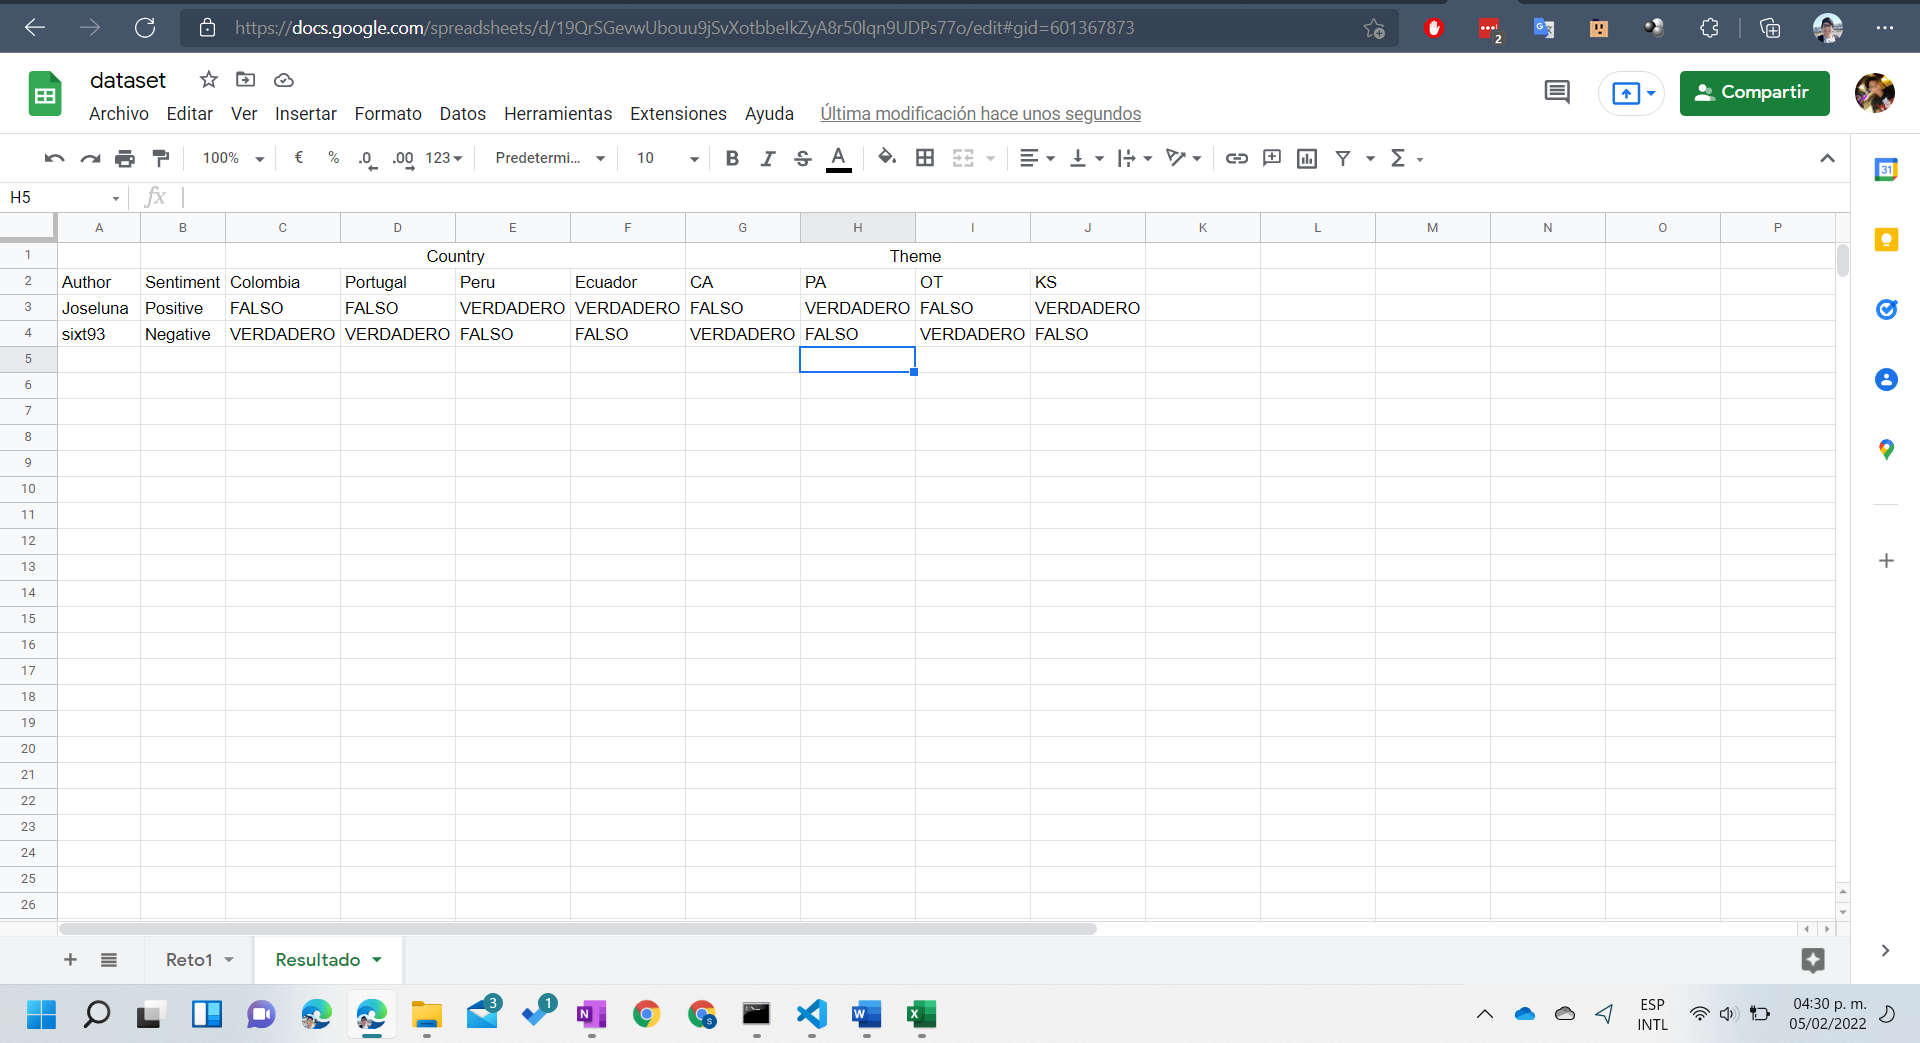 https://docs.google.com/spreadsheets/d/19QrSGevwUbouu9jSvXotbbeIkZyA8r50lqn9UDPs77o/edit#gid=601367873
2
dataset
Archivo Editar Ver Insertar Formato Datos Herramientas Extensiones Ayuda Última modificación hace unos segundos
Compartir
100% € % .0 .00 123 Predetermi... 10 B I S A Σ
31
H5 fx
A B C D E F G H I J K L M N O P
1 Country Theme
2 Author Sentiment Colombia Portugal Peru Ecuador CA PA OT KS
3 Joseluna Positive FALSO FALSO VERDADERO VERDADERO FALSO VERDADERO FALSO VERDADERO
4 sixt93 Negative VERDADERO VERDADERO FALSO FALSO VERDADERO FALSO VERDADERO FALSO
5
6
7
8
9
10
11
12
13
14
15
16
17
18
19
20
21
22
23
24
25
26
Reto1 Resultado
3 1 N S W X
ESP
INTL
04:30 p. m.
05/02/2022